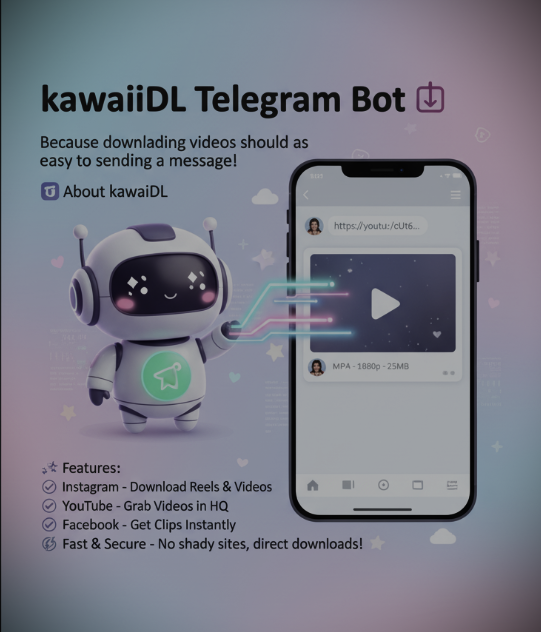 kawaiiDL Telegram Bot
Because downlading videos should as
easy to sending a message!
About kawaiDL
https://youtu:/cUt6...
MPA · 1880p · 25MB
Features:
Instagram - Download Reels & Videos
YouTube - Grab Videos in HQ
Facebook - Get Clips Instantly
Fast & Secure - No shady sites, direct downloads!